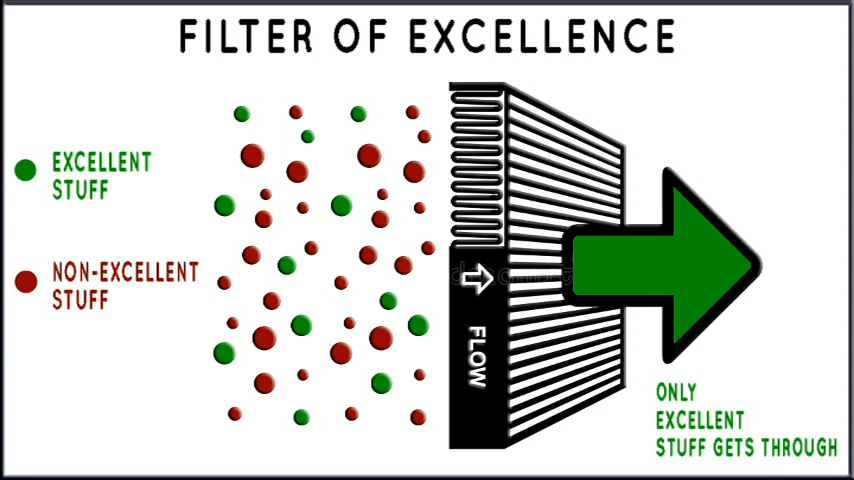 FILTER OF EXCELLENCE
EXCELLENT
STUFF
NON-EXCELLENT
STUFF
FLOW
ONLY
EXCELLENT
STUFF GETS THROUGH